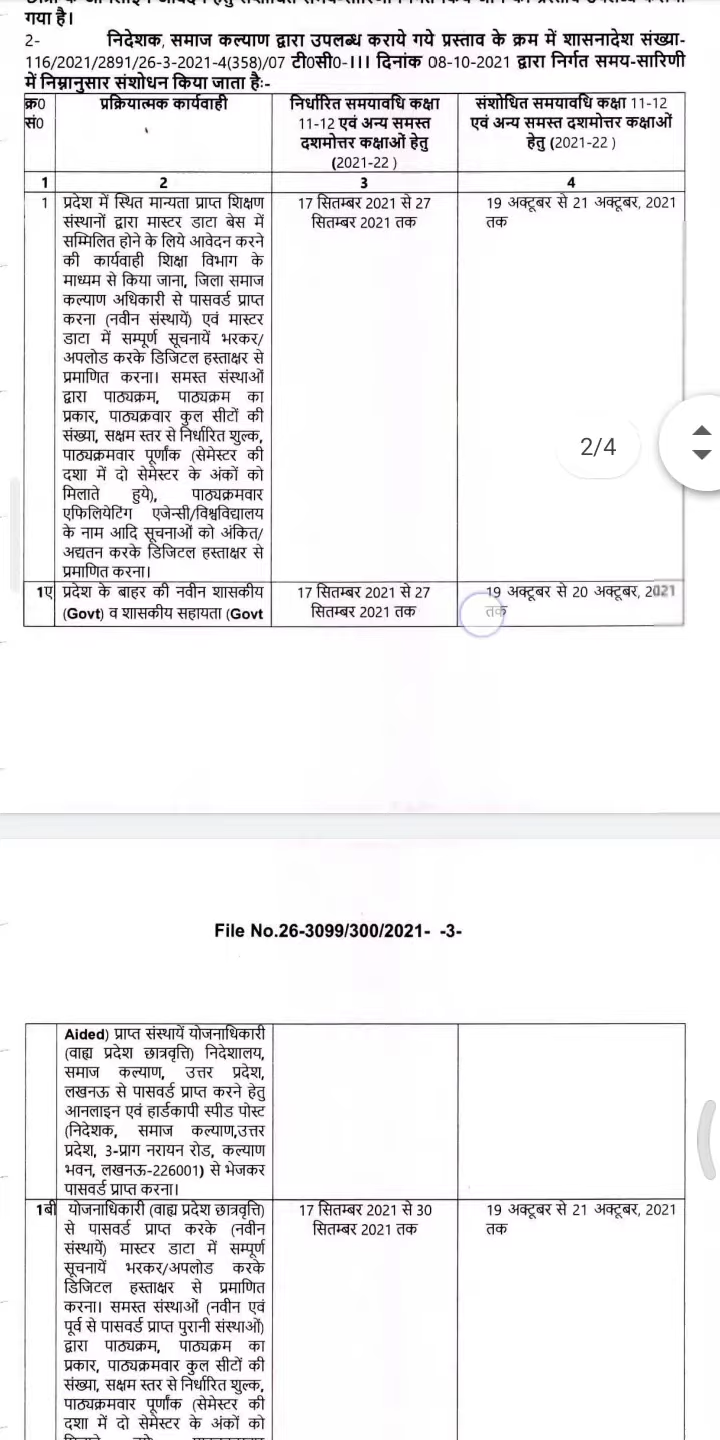 गया है।
2- निदेशक, समाज कल्याण द्वारा उपलब्ध कराये गये प्रस्ताव के क्रम में शासनादेश संख्या-
116/2021/2891/26-3-2021-4(358)/07 टी0सी0-III दिनांक 08-10-2021 द्वारा निर्गत समय-सारिणी
में निम्नानुसार संशोधन किया जाता हैः-
क्र0 सं0
प्रक्रियात्मक कार्यवाही
निर्धारित समयावधि कक्षा
11-12 एवं अन्य समस्त
दशमोत्तर कक्षाओं हेतु
(2021-22 )
संशोधित समयावधि कक्षा 11-12
एवं अन्य समस्त दशमोत्तर कक्षाओं
हेतु (2021-22 )
1 2 3 4
1
प्रदेश में स्थित मान्यता प्राप्त शिक्षण
संस्थानों द्वारा मास्टर डाटा बेस में
सम्मिलित होने के लिये आवेदन करने
की कार्यवाही शिक्षा विभाग के
माध्यम से किया जाना, जिला समाज
कल्याण अधिकारी से पासवर्ड प्राप्त
करना (नवीन संस्थायें) एवं मास्टर
डाटा में सम्पूर्ण सूचनायें भरकर/
अपलोड करके डिजिटल हस्ताक्षर से
प्रमाणित करना। समस्त संस्थाओं
द्वारा पाठ्यक्रम, पाठ्यक्रम का
प्रकार, पाठ्यक्रवार कुल सीटों की
संख्या, सक्षम स्तर से निर्धारित शुल्क,
पाठ्यक्रमवार पूर्णांक (सेमेस्टर की
दशा में दो सेमेस्टर के अंकों को
मिलाते हुये), पाठ्यक्रमवार
एफिलियेटिंग एजेन्सी/विश्वविद्यालय
के नाम आदि सूचनाओं को अंकित/
अद्यतन करके डिजिटल हस्ताक्षर से
प्रमाणित करना।
17 सितम्बर 2021 से 27
सितम्बर 2021 तक
19 अक्टूबर से 21 अक्टूबर, 2021
तक
2/4
1ए
प्रदेश के बाहर की नवीन शासकीय
(Govt) व शासकीय सहायता (Govt
17 सितम्बर 2021 से 27
सितम्बर 2021 तक
19 अक्टूबर से 20 अक्टूबर, 2021
तक
File No.26-3099/300/2021- -3-
Aided) प्राप्त संस्थायें योजनाधिकारी
(वाह्य प्रदेश छात्रवृत्ति) निदेशालय,
समाज कल्याण, उत्तर प्रदेश,
लखनऊ से पासवर्ड प्राप्त करने हेतु
आनलाइन एवं हार्डकापी स्पीड पोस्ट
(निदेशक, समाज कल्याण,उत्तर
प्रदेश, 3-प्राग नरायन रोड, कल्याण
भवन, लखनऊ-226001) से भेजकर
पासवर्ड प्राप्त करना।
1बी
योजनाधिकारी (वाह्य प्रदेश छात्रवृत्ति)
से पासवर्ड प्राप्त करके (नवीन
संस्थायें) मास्टर डाटा में सम्पूर्ण
सूचनायें भरकर/अपलोड करके
डिजिटल हस्ताक्षर से प्रमाणित
करना। समस्त संस्थाओं (नवीन एवं
पूर्व से पासवर्ड प्राप्त पुरानी संस्थाओं)
द्वारा पाठ्यक्रम, पाठ्यक्रम का
प्रकार, पाठ्यक्रमवार कुल सीटों की
संख्या, सक्षम स्तर से निर्धारित शुल्क,
पाठ्यक्रमवार पूर्णांक (सेमेस्टर की
दशा में दो सेमेस्टर के अंकों को
17 सितम्बर 2021 से 30
सितम्बर 2021 तक
19 अक्टूबर से 21 अक्टूबर, 2021
तक